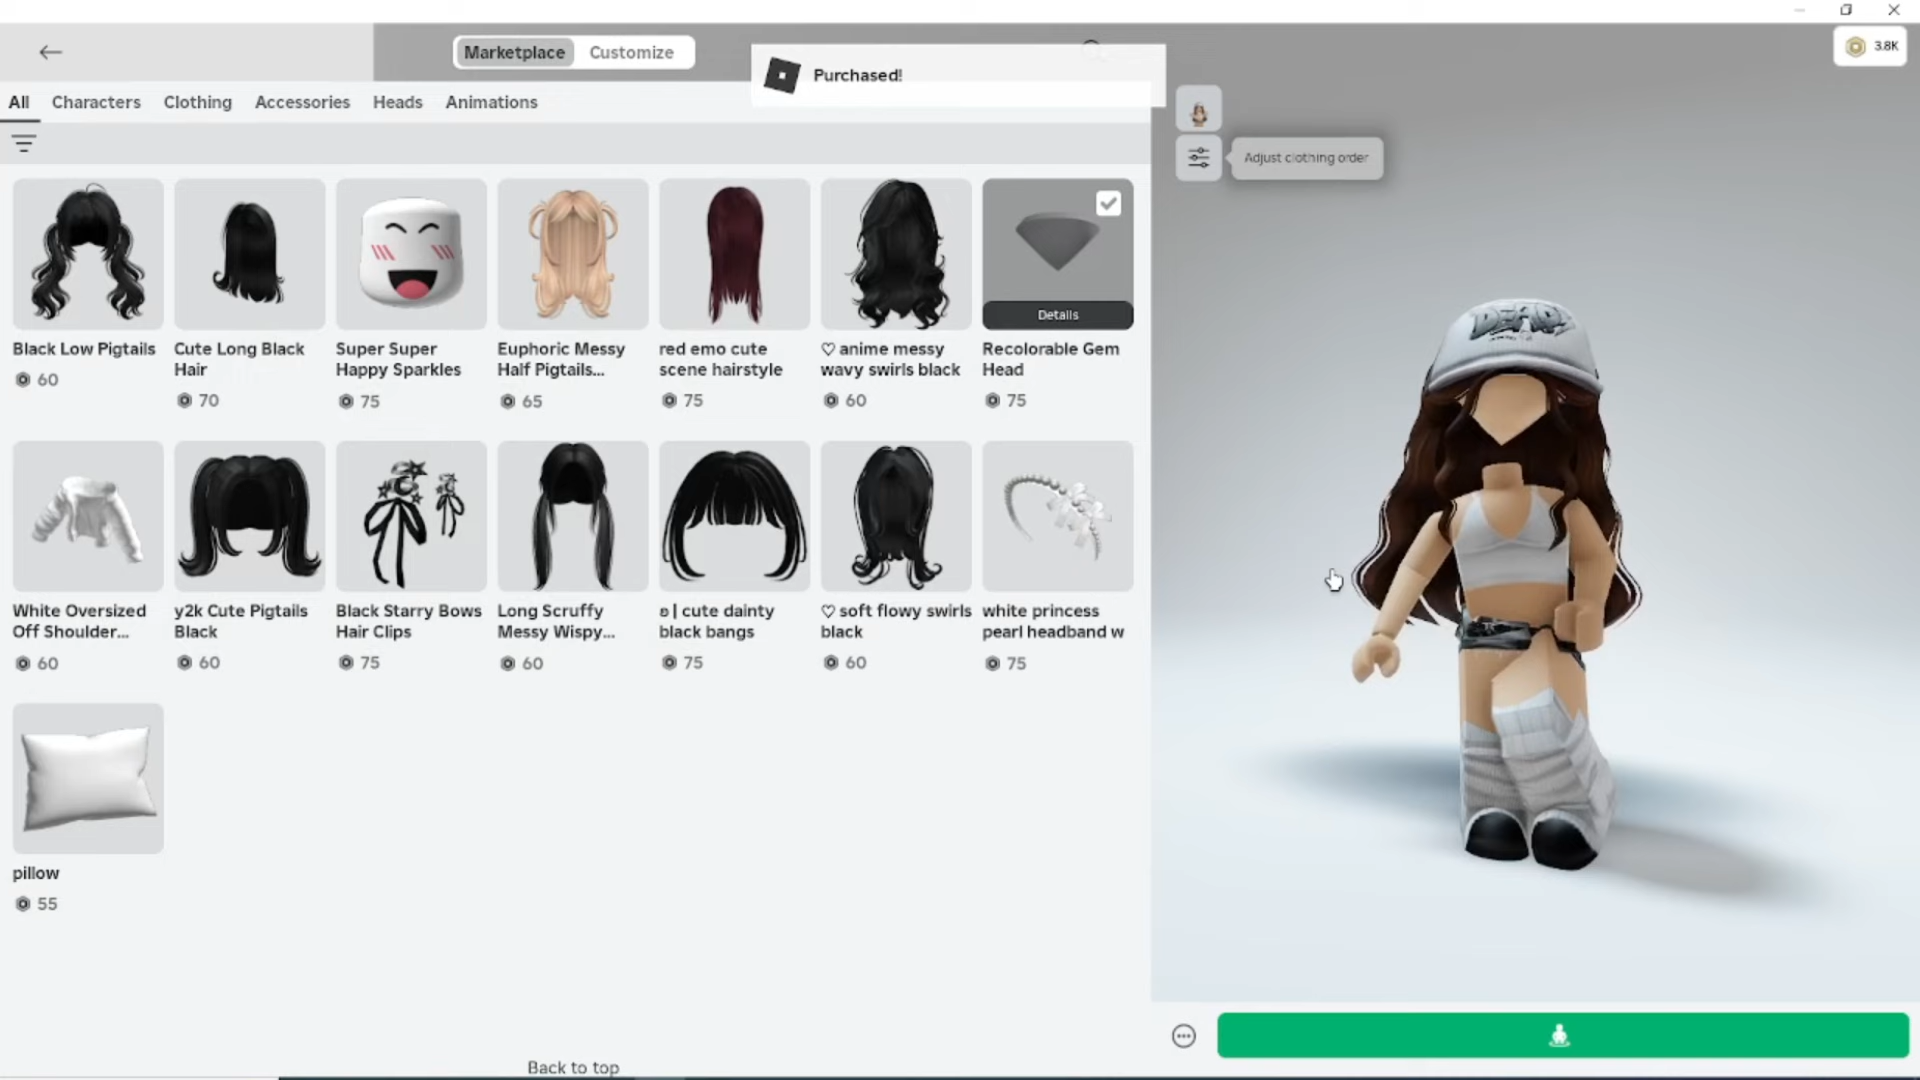 Marketplace
Customize
Purchased!
3.8K
All
Characters
Clothing
Accessories
Heads
Animations
Adjust clothing order
Details
Black Low Pigtails
60
Cute Long Black
Hair
70
Super Super
Happy Sparkles
75
Euphoric Messy
Half Pigtails...
65
red emo cute
scene hairstyle
75
♡ anime messy
wavy swirls black
60
Recolorable Gem
Head
75
White Oversized
Off Shoulder...
60
y2k Cute Pigtails
Black
60
Black Starry Bows
Hair Clips
75
Long Scruffy
Messy Wispy...
60
ʚ | cute dainty
black bangs
75
♡ soft flowy swirls
black
60
white princess
pearl headband w
75
pillow
55
DEAD
Back to top